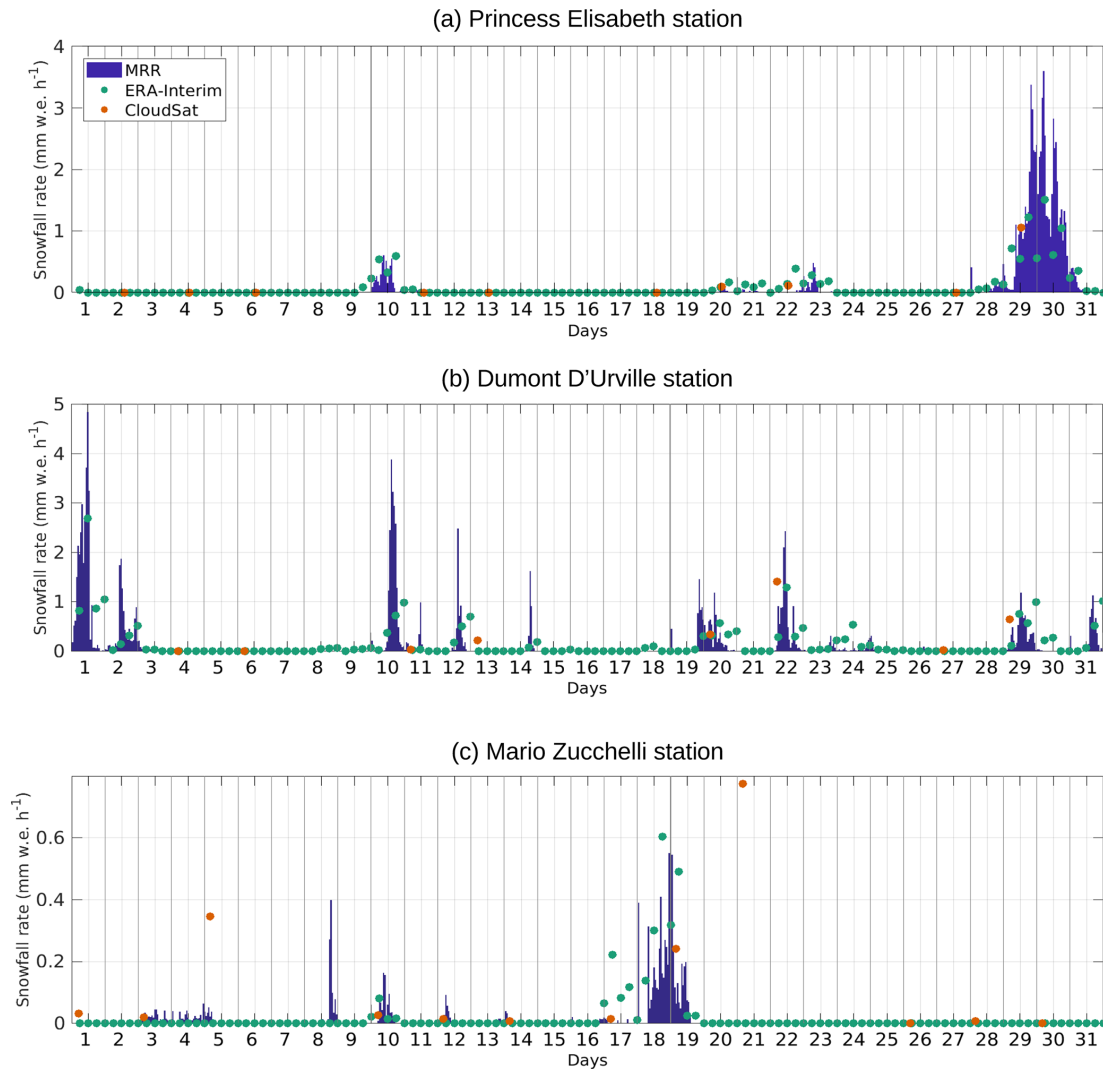 (a) Princess Elisabeth station
Snowfall rate (mm w.e. h-1)
4
3
2
1
0
MRR
ERA-Interim
CloudSat
1 2 3 4 5 6 7 8 9 10 11 12 13 14 15 16 17 18 19 20 21 22 23 24 25 26 27 28 29 30 31
Days
(b) Dumont D’Urville station
Snowfall rate (mm w.e. h-1)
5
4
3
2
1
0
1 2 3 4 5 6 7 8 9 10 11 12 13 14 15 16 17 18 19 20 21 22 23 24 25 26 27 28 29 30 31
Days
(c) Mario Zucchelli station
Snowfall rate (mm w.e. h-1)
0.6
0.4
0.2
0
1 2 3 4 5 6 7 8 9 10 11 12 13 14 15 16 17 18 19 20 21 22 23 24 25 26 27 28 29 30 31
Days